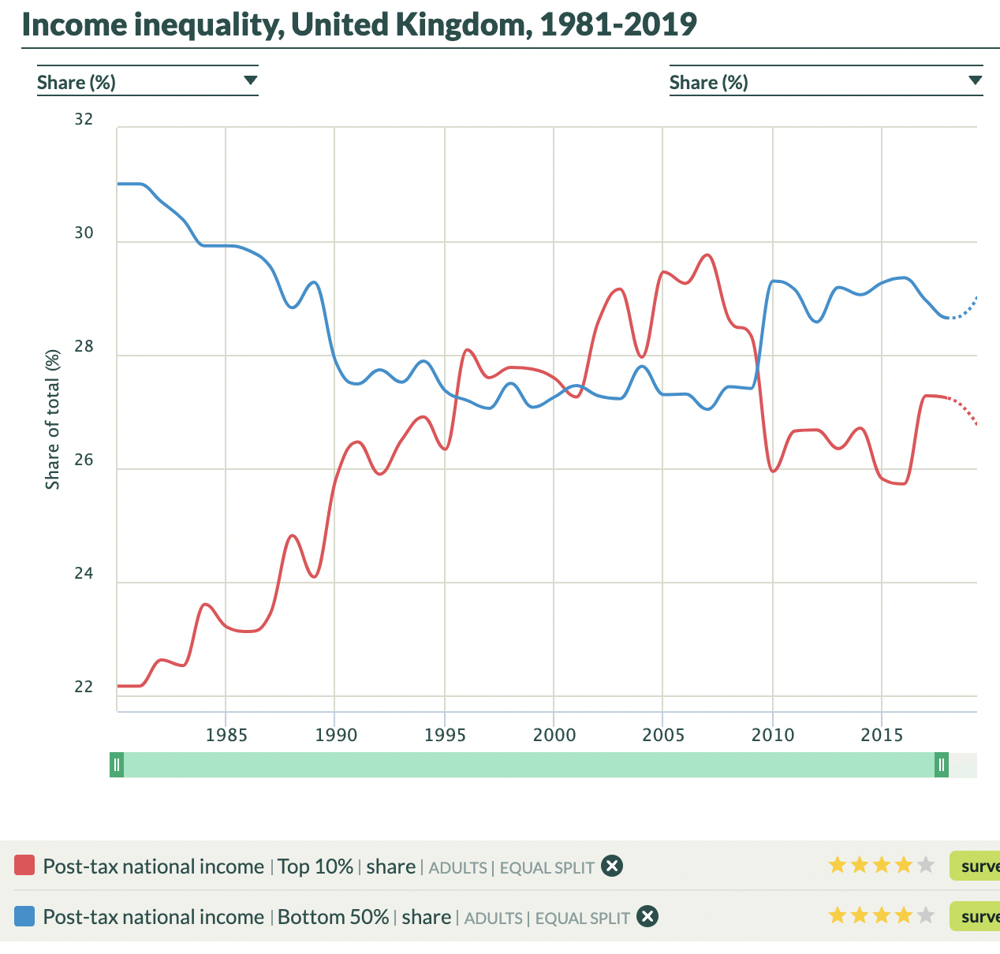 Income inequality, United Kingdom, 1981-2019
Share (%) Share (%)
32
30
28
26
24
22
Share of total (%)
1985 1990 1995 2000 2005 2010 2015
Post-tax national income | Top 10% | share | ADULTS | EQUAL SPLIT
surve
Post-tax national income | Bottom 50% | share | ADULTS | EQUAL SPLIT
surve